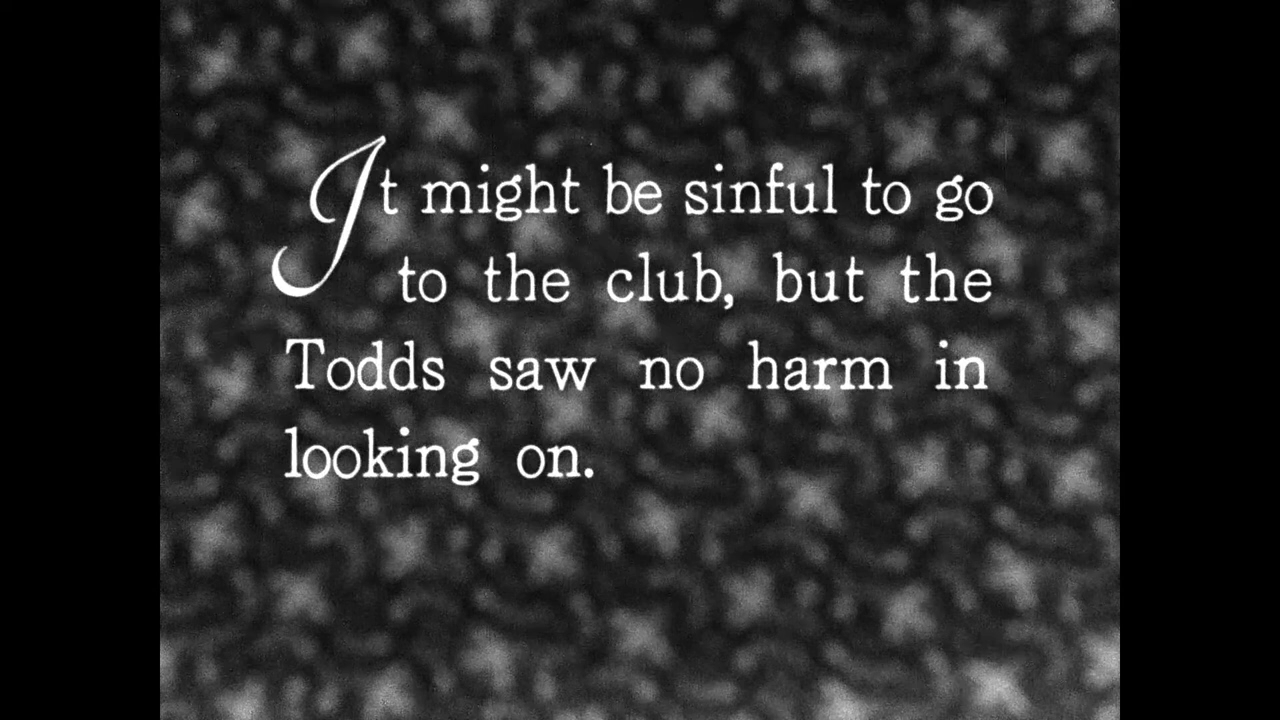 It might be sinful to go
to the club, but the
Todds saw no harm in
looking on.